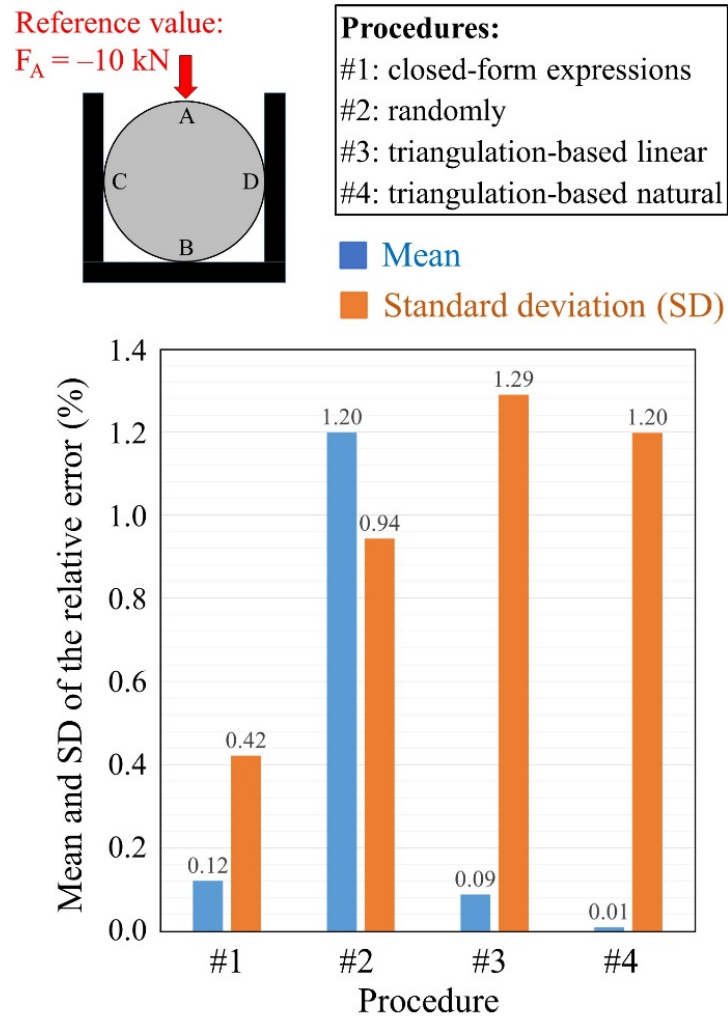 Reference value:
F_A = –10 kN
A
C
D
B
Procedures:
#1: closed-form expressions
#2: randomly
#3: triangulation-based linear
#4: triangulation-based natural
Mean
Standard deviation (SD)
Mean and SD of the relative error (%)
1.4
1.2
1.0
0.8
0.6
0.4
0.2
0.0
0.12
0.42
1.20
0.94
0.09
1.29
0.01
1.20
#1
#2
#3
#4
Procedure